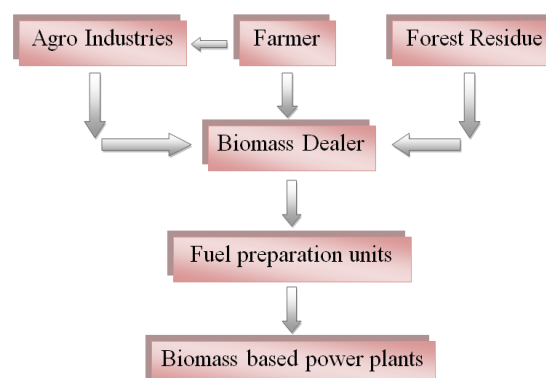 Agro Industries
Farmer
Forest Residue
Biomass Dealer
Fuel preparation units
Biomass based power plants